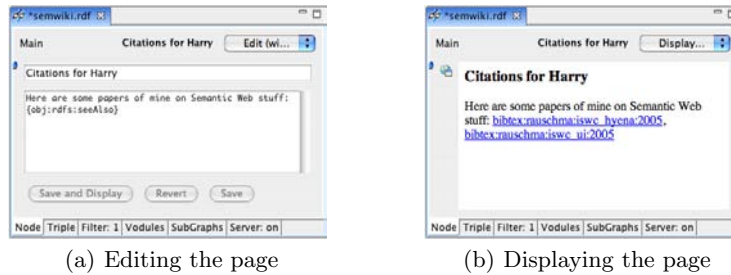 *semwiki.rdf
Main Citations for Harry Edit (wi...
Citations for Harry
Here are some papers of mine on Semantic Web stuff:
{obj:rdfs:seeAlso}
Save and Display Revert Save
Node Triple Filter: 1 Vodules SubGraphs Server: on
(a) Editing the page
*semwiki.rdf
Main Citations for Harry Display...
Citations for Harry
Here are some papers of mine on Semantic Web
stuff: bibtex:rauschma:iswc_hyena:2005,
bibtex:rauschma:iswc_ui:2005
Node Triple Filter: 1 Vodules SubGraphs Server: on
(b) Displaying the page